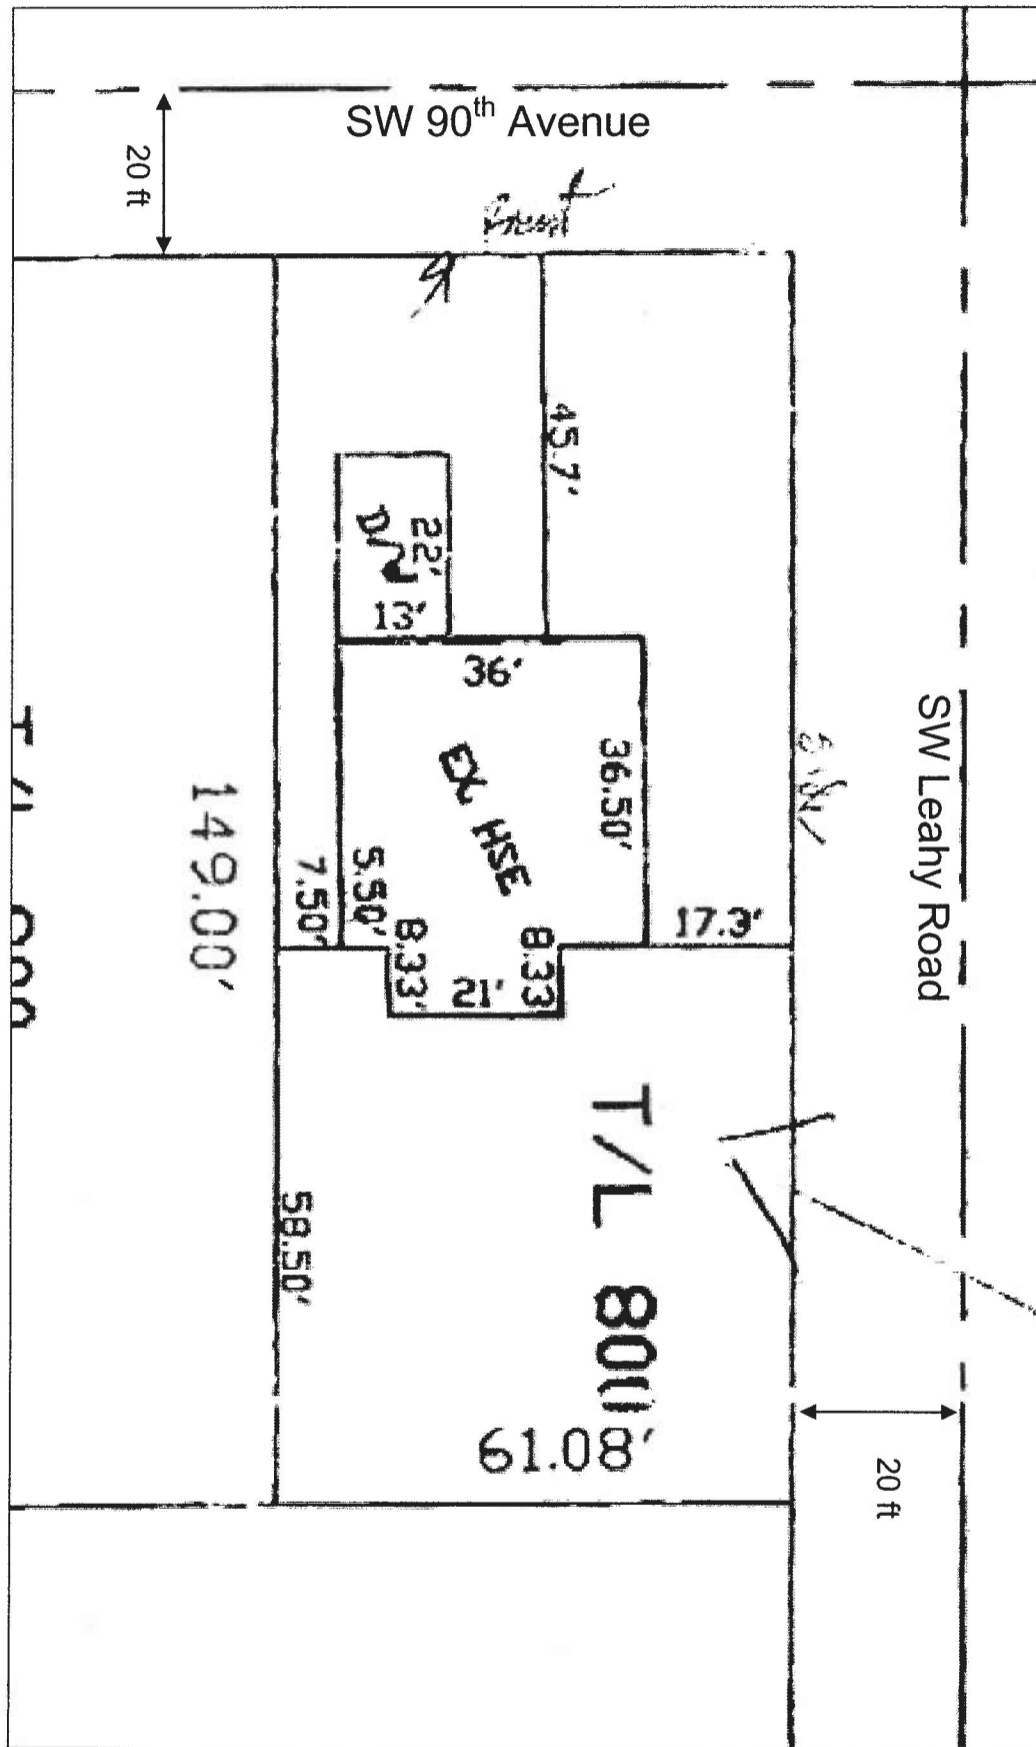 SW 90th Avenue
20 ft
front
45.7'
22'
D/W
13'
36'
36.50'
EX HSE
SW Leahy Road
149.00'
7.50'
5.50'
8.33'
8.33'
21'
17.3'
T/L 800
58.50'
61.08'
20 ft